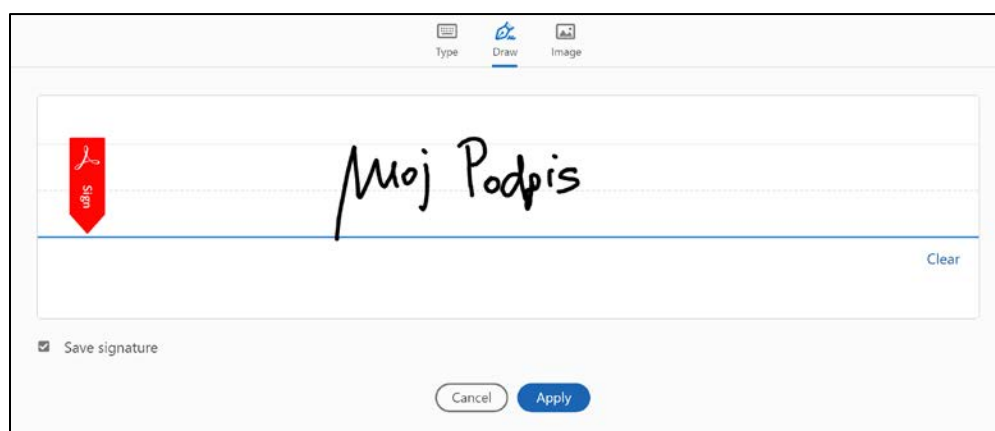 Type Draw Image
Sign
Moj Podpis
Clear
Save signature
Cancel Apply